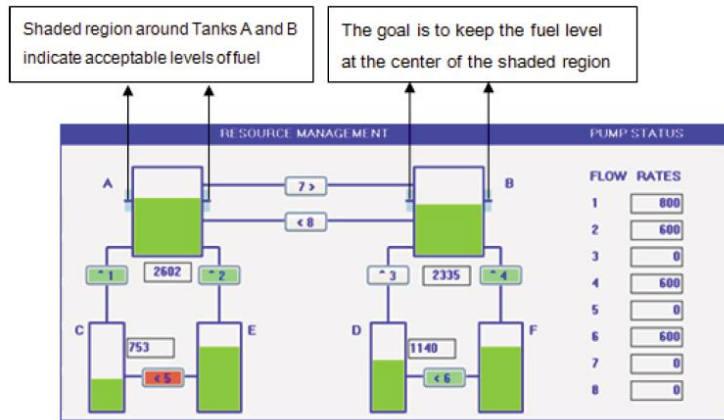 Shaded region around Tanks A and B
indicate acceptable levels of fuel
The goal is to keep the fuel level
at the center of the shaded region
RESOURCE MANAGEMENT
PUMP STATUS
A
7 >
B
< 8
^ 1
2602
^ 2
^ 3
2335
^ 4
C
753
< 5
E
D
1140
< 6
F
FLOW RATES
1 800
2 600
3 0
4 600
5 0
6 600
7 0
8 0